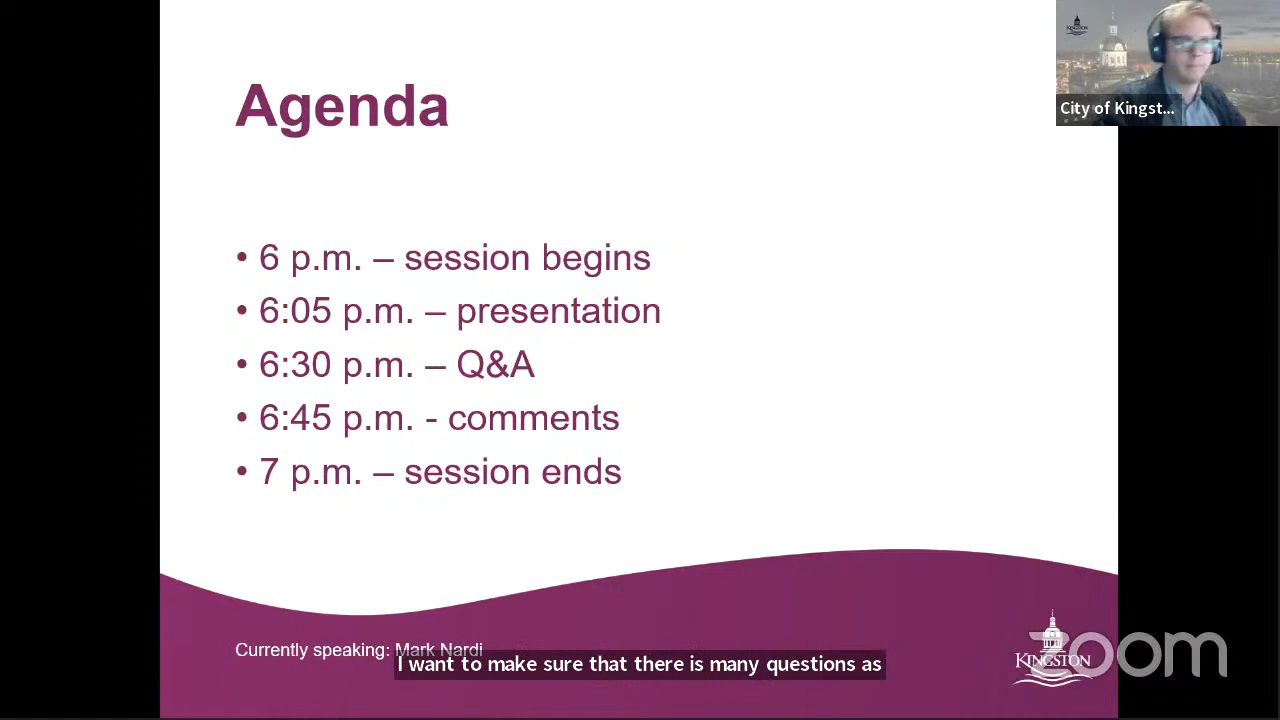 Agenda
• 6 p.m. – session begins
• 6:05 p.m. – presentation
• 6:30 p.m. – Q&A
• 6:45 p.m. - comments
• 7 p.m. – session ends
KINGSTON
City of Kingst...
Currently speaking: Mark Nardi
I want to make sure that there is many questions as
KINGSTON
zoom